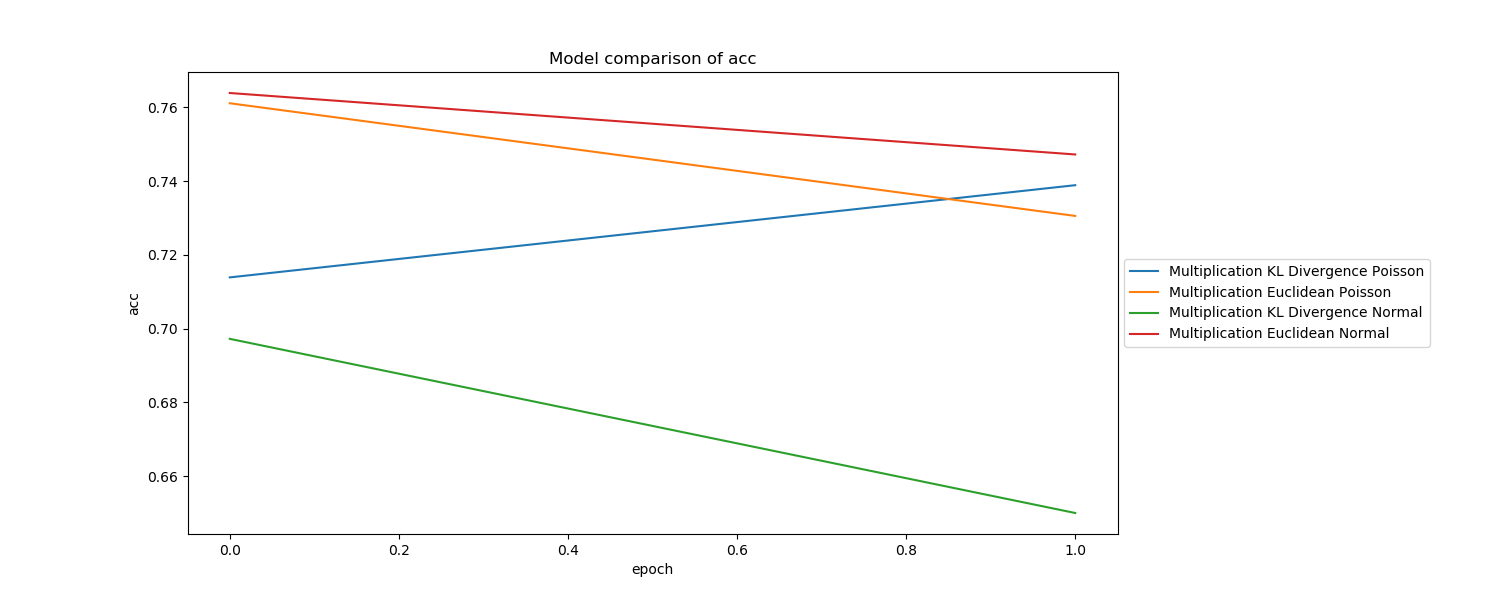 Model comparison of acc
0.76
0.74
0.72
0.70
0.68
0.66
acc
0.0 0.2 0.4 0.6 0.8 1.0
epoch
Multiplication KL Divergence Poisson
Multiplication Euclidean Poisson
Multiplication KL Divergence Normal
Multiplication Euclidean Normal